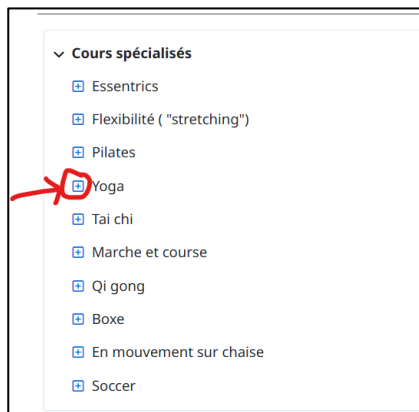 Cours spécialisés
Essentrics
Flexibilité ( "stretching")
Pilates
Yoga
Tai chi
Marche et course
Qi gong
Boxe
En mouvement sur chaise
Soccer